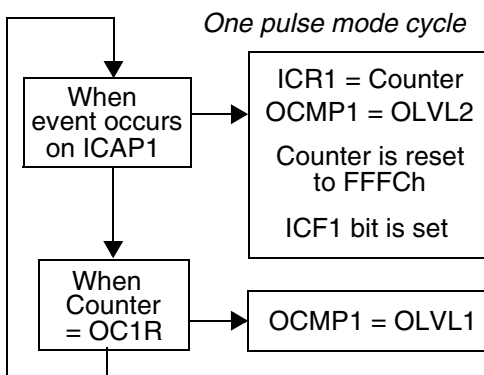 One pulse mode cycle
When
event occurs
on ICAP1
ICR1 = Counter
OCMP1 = OLVL2
Counter is reset
to FFFCh
ICF1 bit is set
When
Counter
= OC1R
OCMP1 = OLVL1